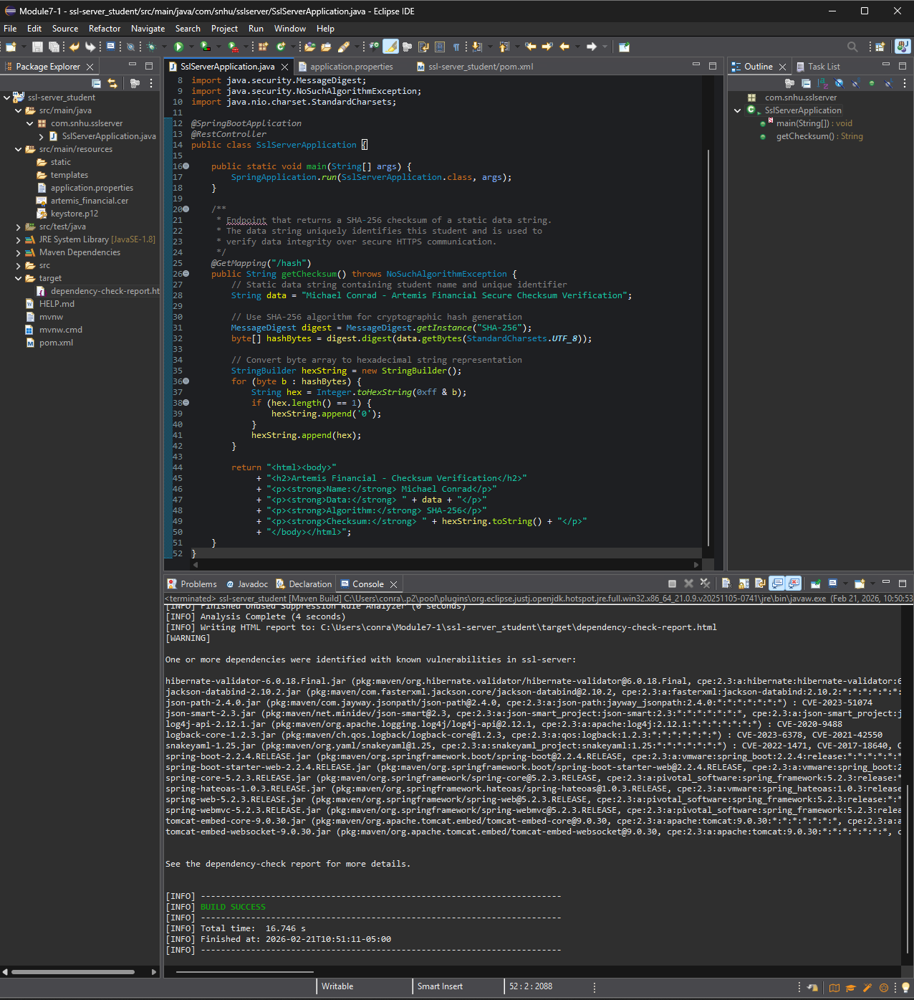 Module7-1 - ssl-server_student/src/main/java/com/snhu/sslserver/SslServerApplication.java - Eclipse IDE
File Edit Source Refactor Navigate Search Project Run Window Help
Package Explorer
ssl-server_student
src/main/java
com.snhu.sslserver
SslServerApplication.java
src/main/resources
static
templates
application.properties
artemis_financial.cer
keystore.p12
src/test/java
JRE System Library [JavaSE-1.8]
Maven Dependencies
src
target
dependency-check-report.ht
HELP.md
mvnw
mvnw.cmd
pom.xml
SslServerApplication.java application.properties ssl-server_student/pom.xml
8 import java.security.MessageDigest;
9 import java.security.NoSuchAlgorithmException;
10 import java.nio.charset.StandardCharsets;
11
12 @SpringBootApplication
13 @RestController
14 public class SslServerApplication {
15
16 public static void main(String[] args) {
17 SpringApplication.run(SslServerApplication.class, args);
18 }
19
20 /**
21 * Endpoint that returns a SHA-256 checksum of a static data string.
22 * The data string uniquely identifies this student and is used to
23 * verify data integrity over secure HTTPS communication.
24 */
25 @GetMapping("/hash")
26 public String getChecksum() throws NoSuchAlgorithmException {
27 // Static data string containing student name and unique identifier
28 String data = "Michael Conrad - Artemis Financial Secure Checksum Verification";
29
30 // Use SHA-256 algorithm for cryptographic hash generation
31 MessageDigest digest = MessageDigest.getInstance("SHA-256");
32 byte[] hashBytes = digest.digest(data.getBytes(StandardCharsets.UTF_8));
33
34 // Convert byte array to hexadecimal string representation
35 StringBuilder hexString = new StringBuilder();
36 for (byte b : hashBytes) {
37 String hex = Integer.toHexString(0xff & b);
38 if (hex.length() == 1) {
39 hexString.append('0');
40 }
41 hexString.append(hex);
42 }
43
44 return "<html><body>"
45 + "<h2>Artemis Financial - Checksum Verification</h2>"
46 + "<p><strong>Name:</strong> Michael Conrad</p>"
47 + "<p><strong>Data:</strong> " + data + "</p>"
48 + "<p><strong>Algorithm:</strong> SHA-256</p>"
49 + "<p><strong>Checksum:</strong> " + hexString.toString() + "</p>"
50 + "</body></html>";
51 }
52 }
Outline Task List
com.snhu.sslserver
SslServerApplication
main(String[]) : void
getChecksum() : String
Problems Javadoc Declaration Console
<terminated> ssl-server_student [Maven Build] C:\Users\conra\.p2\pool\plugins\org.eclipse.justj.openjdk.hotspot.jre.full.win32.x86_64_21.0.9.v20251105-0741\jre\bin\javaw.exe (Feb 21, 2026, 10:50:53
[INFO] Finished Unused Suppression Rule Analyzer (0 seconds)
[INFO] Analysis Complete (4 seconds)
[INFO] Writing HTML report to: C:\Users\conra\Module7-1\ssl-server_student\target\dependency-check-report.html
[WARNING]
One or more dependencies were identified with known vulnerabilities in ssl-server:
hibernate-validator-6.0.18.Final.jar (pkg:maven/org.hibernate.validator/hibernate-validator@6.0.18.Final, cpe:2.3:a:hibernate:hibernate-validator:6
jackson-databind-2.10.2.jar (pkg:maven/com.fasterxml.jackson.core/jackson-databind@2.10.2, cpe:2.3:a:fasterxml:jackson-databind:2.10.2:*:*:*:*:*:
json-path-2.4.0.jar (pkg:maven/com.jayway.jsonpath/json-path@2.4.0, cpe:2.3:a:json-path:jayway_jsonpath:2.4.0:*:*:*:*:*:*:*) : CVE-2023-51074
json-smart-2.3.jar (pkg:maven/net.minidev/json-smart@2.3, cpe:2.3:a:json-smart_project:json-smart:2.3:*:*:*:*:*:*:*, cpe:2.3:a:json-smart_project:j
log4j-api-2.12.1.jar (pkg:maven/org.apache.logging.log4j/log4j-api@2.12.1, cpe:2.3:a:apache:log4j:2.12.1:*:*:*:*:*:*:*) : CVE-2020-9488
logback-core-1.2.3.jar (pkg:maven/ch.qos.logback/logback-core@1.2.3, cpe:2.3:a:qos:logback:1.2.3:*:*:*:*:*:*:*) : CVE-2023-6378, CVE-2021-42550
snakeyaml-1.25.jar (pkg:maven/org.yaml/snakeyaml@1.25, cpe:2.3:a:snakeyaml_project:snakeyaml:1.25:*:*:*:*:*:*:*) : CVE-2022-1471, CVE-2017-18640, C
spring-boot-2.2.4.RELEASE.jar (pkg:maven/org.springframework.boot/spring-boot@2.2.4.RELEASE, cpe:2.3:a:vmware:spring_boot:2.2.4:release:*:*:*:*:*
spring-boot-starter-web-2.2.4.RELEASE.jar (pkg:maven/org.springframework.boot/spring-boot-starter-web@2.2.4.RELEASE, cpe:2.3:a:vmware:spring_boot:2
spring-core-5.2.3.RELEASE.jar (pkg:maven/org.springframework/spring-core@5.2.3.RELEASE, cpe:2.3:a:pivotal_software:spring_framework:5.2.3:release:*
spring-hateoas-1.0.3.RELEASE.jar (pkg:maven/org.springframework.hateoas/spring-hateoas@1.0.3.RELEASE, cpe:2.3:a:vmware:spring_hateoas:1.0.3:release
spring-web-5.2.3.RELEASE.jar (pkg:maven/org.springframework/spring-web@5.2.3.RELEASE, cpe:2.3:a:pivotal_software:spring_framework:5.2.3:release:*:*
spring-webmvc-5.2.3.RELEASE.jar (pkg:maven/org.springframework/spring-webmvc@5.2.3.RELEASE, cpe:2.3:a:pivotal_software:spring_framework:5.2.3:relea
tomcat-embed-core-9.0.30.jar (pkg:maven/org.apache.tomcat.embed/tomcat-embed-core@9.0.30, cpe:2.3:a:apache:tomcat:9.0.30:*:*:*:*:*:*:*, cpe:2.3:a:a
tomcat-embed-websocket-9.0.30.jar (pkg:maven/org.apache.tomcat.embed/tomcat-embed-websocket@9.0.30, cpe:2.3:a:apache:tomcat:9.0.30:*:*:*:*:*:*:*, c
See the dependency-check report for more details.
[INFO] ------------------------------------------------------------------------
[INFO] BUILD SUCCESS
[INFO] ------------------------------------------------------------------------
[INFO] Total time:  16.746 s
[INFO] Finished at: 2026-02-21T10:51:11-05:00
[INFO] ------------------------------------------------------------------------
Writable Smart Insert 52 : 2 : 2088